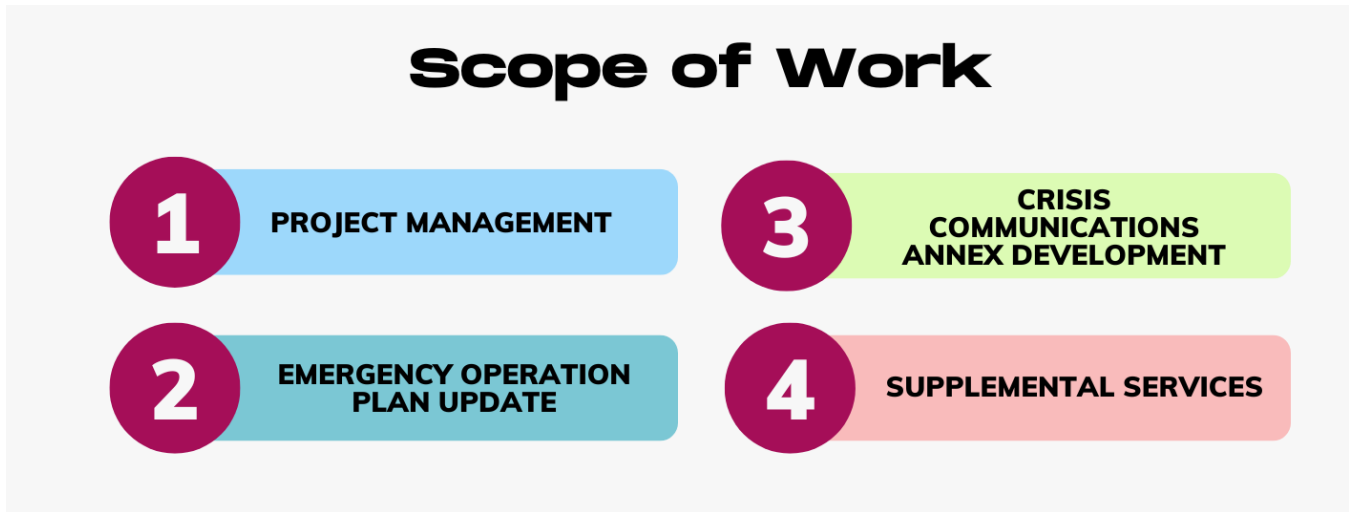 Scope of Work
1
PROJECT MANAGEMENT
2
EMERGENCY OPERATION
PLAN UPDATE
3
CRISIS
COMMUNICATIONS
ANNEX DEVELOPMENT
4
SUPPLEMENTAL SERVICES